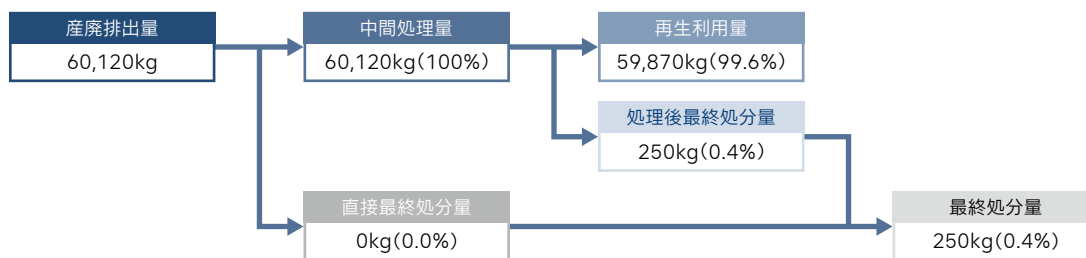 産廃排出量
60,120kg
中間処理量
60,120kg(100%)
再生利用量
59,870kg(99.6%)
処理後最終処分量
250kg(0.4%)
直接最終処分量
0kg(0.0%)
最終処分量
250kg(0.4%)